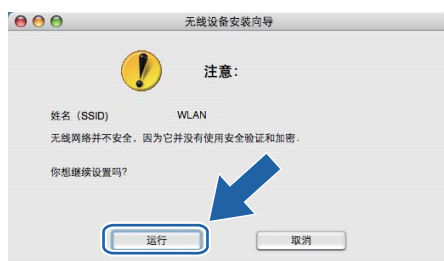 无线设备安装向导
注意：
姓名（SSID） WLAN
无线网络并不安全，因为它并没有使用安全验证和加密.
你想继续设置吗?
运行 取消